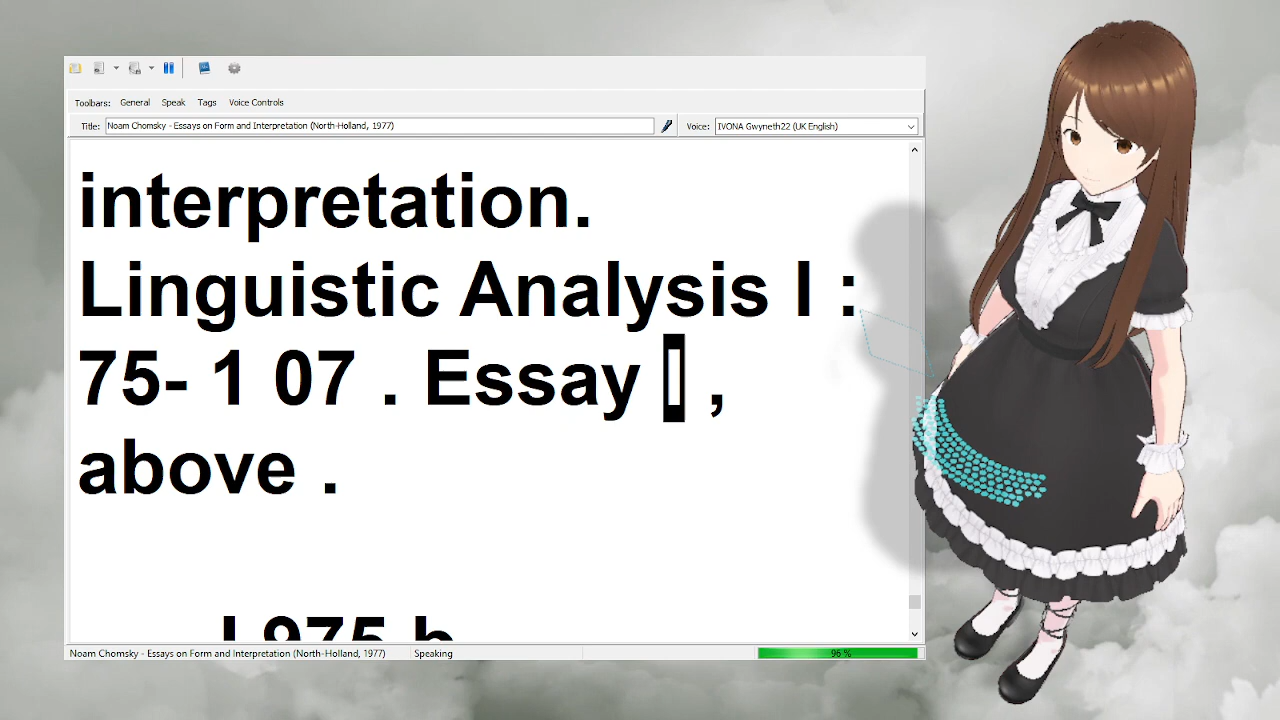 Toolbars: General Speak Tags Voice Controls
Title: Noam Chomsky - Essays on Form and Interpretation (North-Holland, 1977) Voice: IVONA Gwyneth22 (UK English)
interpretation.
Linguistic Analysis l :
75- 1 07 . Essay ▯ ,
above .
l 975 b
Noam Chomsky - Essays on Form and Interpretation (North-Holland, 1977) Speaking 96 %